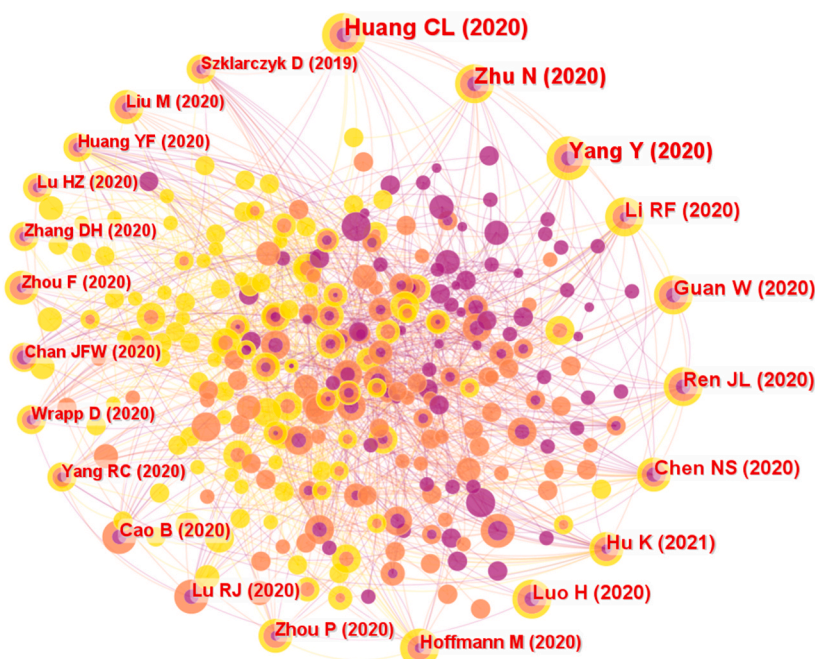 Huang CL (2020)
Szklarczyk D (2019)
Zhu N (2020)
Liu M (2020)
Huang YF (2020)
Yang Y (2020)
Lu HZ (2020)
Li RF (2020)
Zhang DH (2020)
Zhou F (2020)
Guan W (2020)
Chan JFW (2020)
Ren JL (2020)
Wrapp D (2020)
Yang RC (2020)
Chen NS (2020)
Cao B (2020)
Hu K (2021)
Lu RJ (2020)
Luo H (2020)
Zhou P (2020)
Hoffmann M (2020)